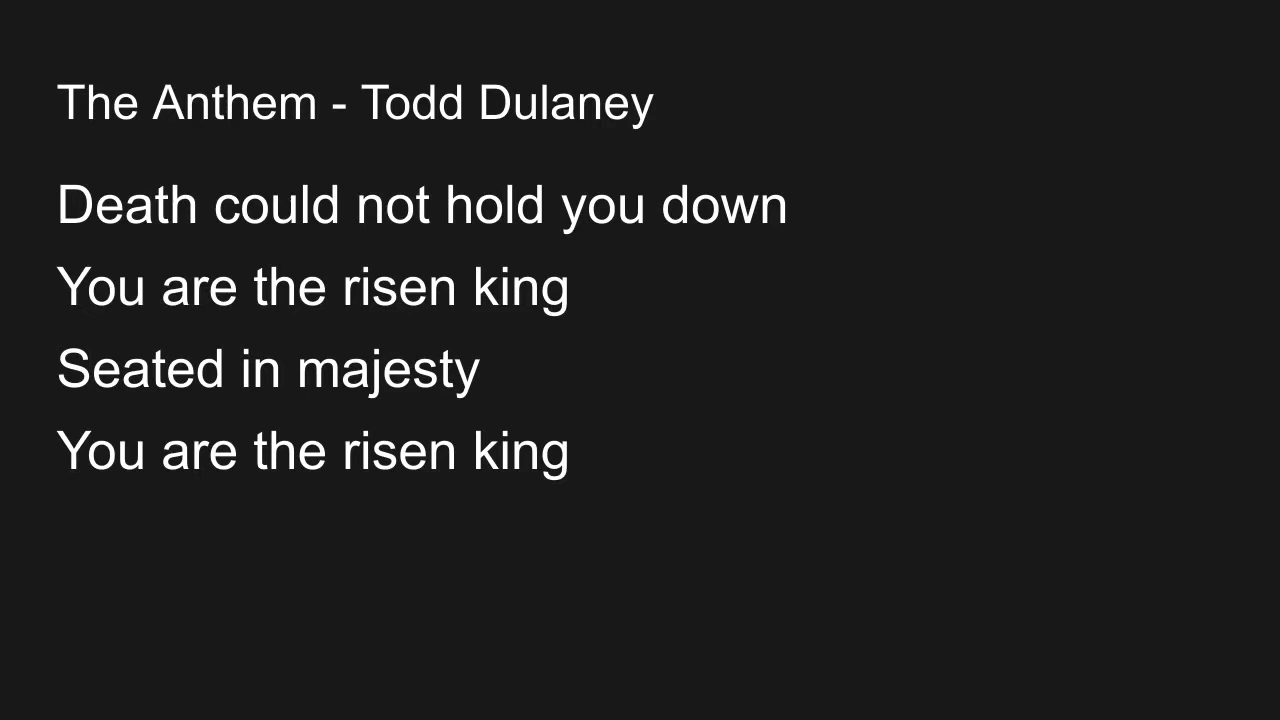 The Anthem - Todd Dulaney
Death could not hold you down
You are the risen king
Seated in majesty
You are the risen king